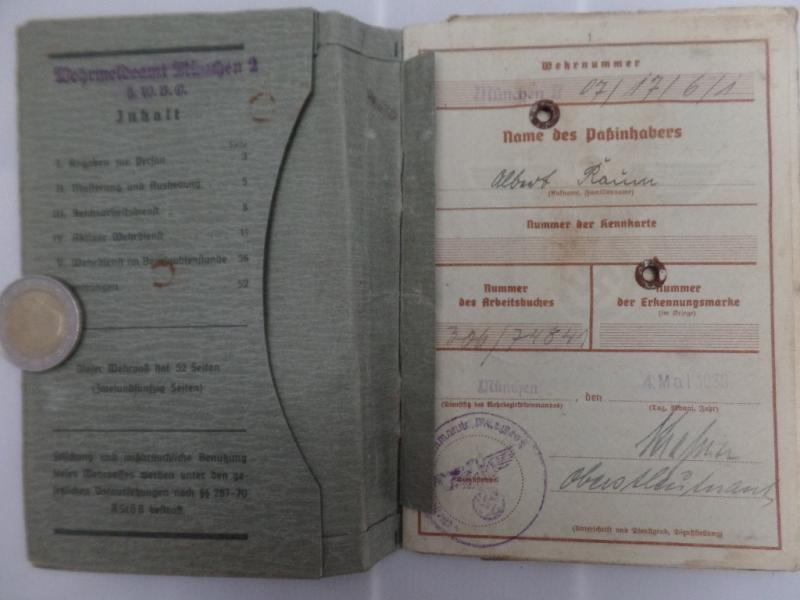 Wehrmeldeamt München 2
Inhalt
Seite
I. Angaben zur Person 3
II. Musterung und Aushebung 5
III. Reichsarbeitsdienst 8
IV. Aktiver Wehrdienst 11
V. Wehrdienst im Beurlaubtenstande 36
52
Dieser Wehrpaß hat 52 Seiten
(Zweiundfünfzig Seiten)
Fälschung und mißbräuchliche Benutzung
dieses Wehrpasses werden unter den ge-
setzlichen Voraussetzungen nach §§ 267-70
RStGB bestraft.
1
Wehrnummer
München 07/17/6/1
Name des Paßinhabers
Albert Räum
(Rufname, Familienname)
Nummer der Kennkarte
Nummer
des Arbeitsbuches
Nummer
der Erkennungsmarke
(im Kriege)
München, den 4. Mai
(Dienstsitz des Wehrbezirkskommandos) (Tag, Monat, Jahr)
Oberstleutnant
(Unterschrift und Dienstgrad, Dienststellung)